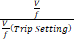 V/f
V/f (Trip Setting)